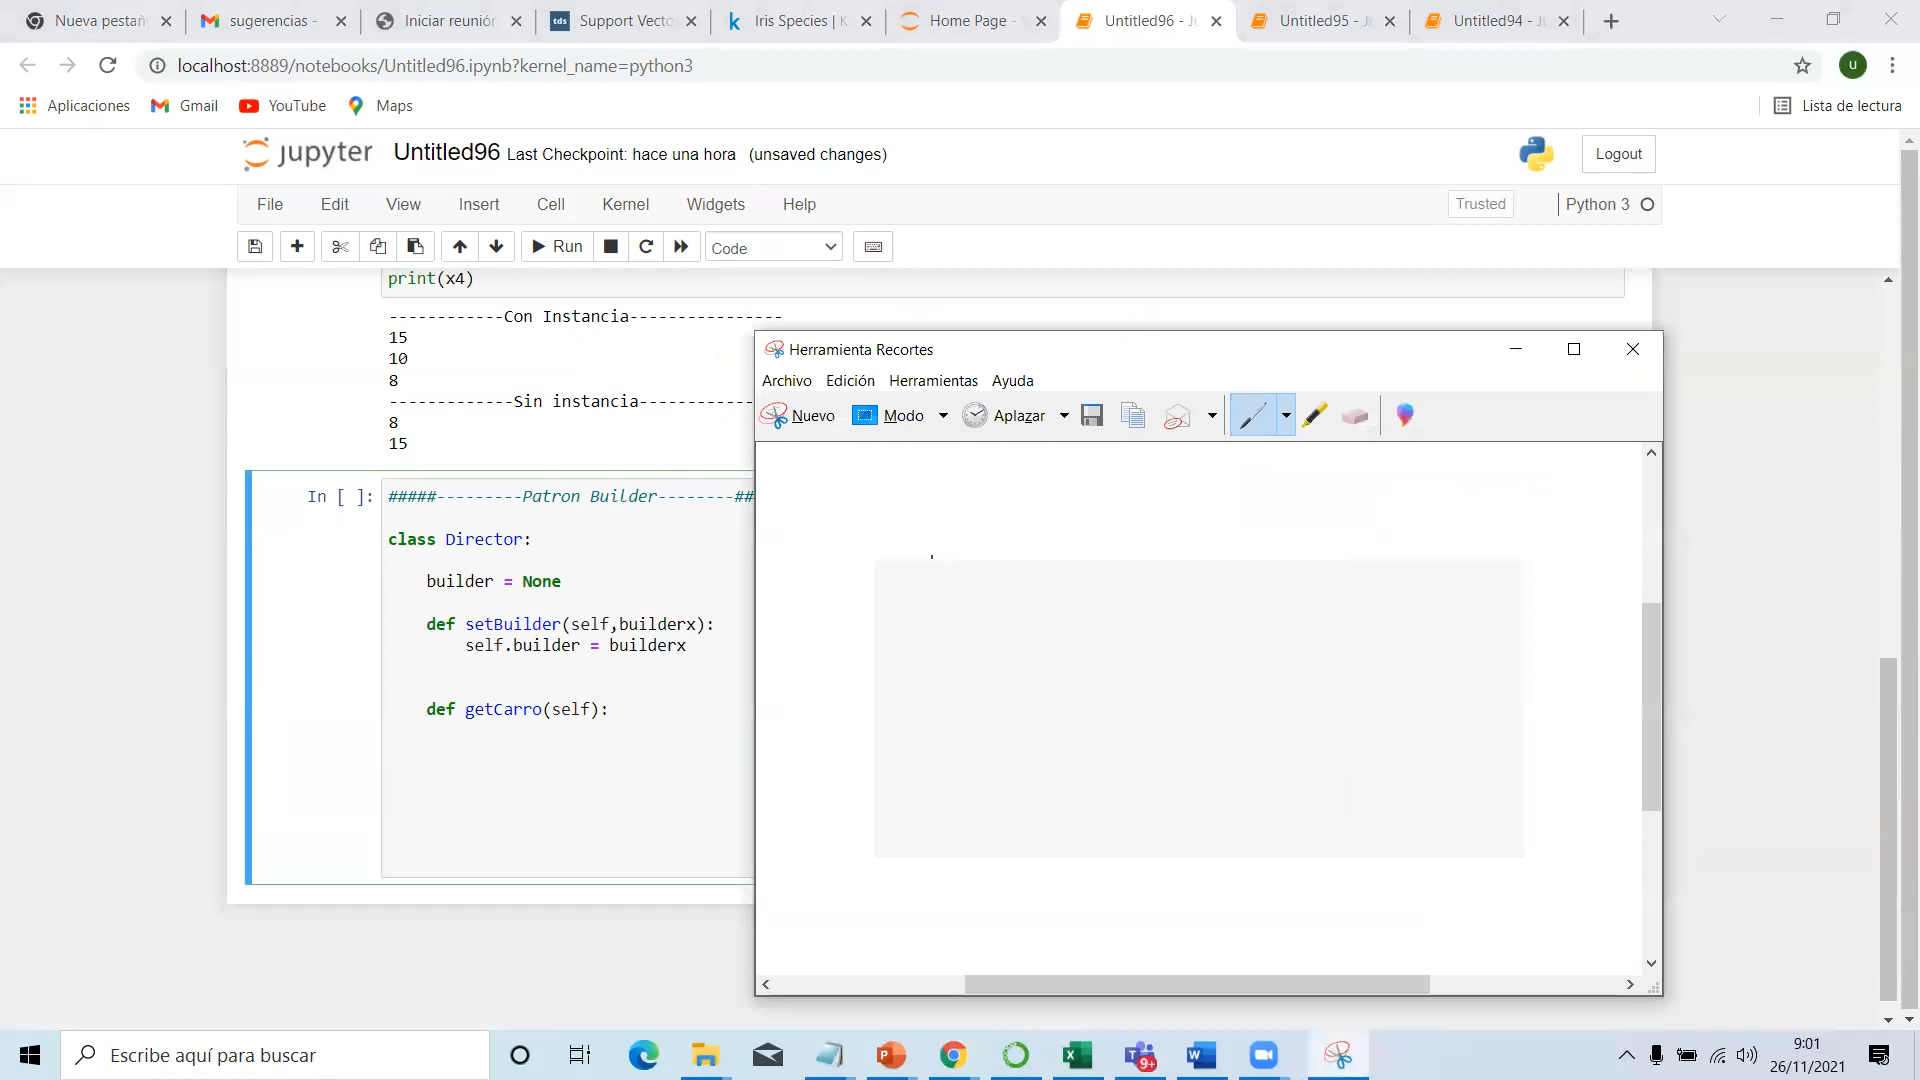 Nueva pestañ
sugerencias -
Iniciar reunión
tds Support Vecto
k Iris Species | K
Home Page -
Untitled96 - Ju
Untitled95 - Ju
Untitled94 - Ju
localhost:8889/notebooks/Untitled96.ipynb?kernel_name=python3
u
Aplicaciones
Gmail
YouTube
Maps
Lista de lectura
jupyter
Untitled96
Last Checkpoint: hace una hora
(unsaved changes)
Logout
File
Edit
View
Insert
Cell
Kernel
Widgets
Help
Trusted
Python 3
Run
Code
print(x4)
------------Con Instancia----------------
15
10
8
-------------Sin instancia------------
8
15
In [ ]:
#####---------Patron Builder--------##
class Director:
builder = None
def setBuilder(self,builderx):
self.builder = builderx
def getCarro(self):
Herramienta Recortes
Archivo
Edición
Herramientas
Ayuda
Nuevo
Modo
Aplazar
Escribe aquí para buscar
9+
9:01
26/11/2021